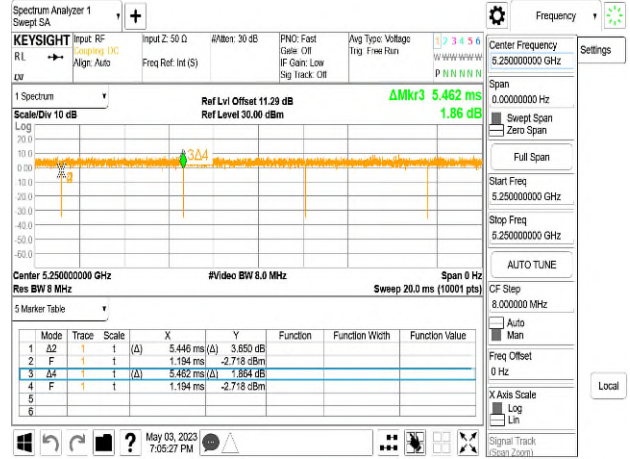 Spectrum Analyzer 1
Swept SA
Frequency
KEYSIGHT
RL
Input: RF
Coupling: DC
Align: Auto
Input Z: 50 Ω
Freq Ref: Int (S)
#Atten: 30 dB
PNO: Fast
Gate: Off
IF Gain: Low
Sig Track: Off
Avg Type: Voltage
Trig: Free Run
1 2 3 4 5 6
W W W W W W
P N N N N N
Center Frequency
5.250000000 GHz
Settings
1 Spectrum
Scale/Div 10 dB
Ref Lvl Offset 11.29 dB
Ref Level 30.00 dBm
ΔMkr3 5.462 ms
1.86 dB
Span
0.00000000 Hz
Swept Span
Zero Span
Log
20.0
10.0
0.00
-10.0
-20.0
-30.0
-40.0
-50.0
-60.0
3Δ4
Full Span
Start Freq
5.250000000 GHz
Stop Freq
5.250000000 GHz
AUTO TUNE
Center 5.250000000 GHz
Res BW 8 MHz
#Video BW 8.0 MHz
Span 0 Hz
Sweep 20.0 ms (10001 pts)
CF Step
8.000000 MHz
Auto
Man
5 Marker Table
Mode Trace Scale X Y Function Function Width Function Value
1 Δ2 1 t (Δ) 5.446 ms (Δ) 3.650 dB
2 F 1 t 1.194 ms -2.718 dBm
3 Δ4 1 t (Δ) 5.462 ms (Δ) 1.864 dB
4 F 1 t 1.194 ms -2.718 dBm
5
6
Freq Offset
0 Hz
X Axis Scale
Log
Lin
Local
Signal Track
(Span Zoom)
?
May 03, 2023
7:05:27 PM